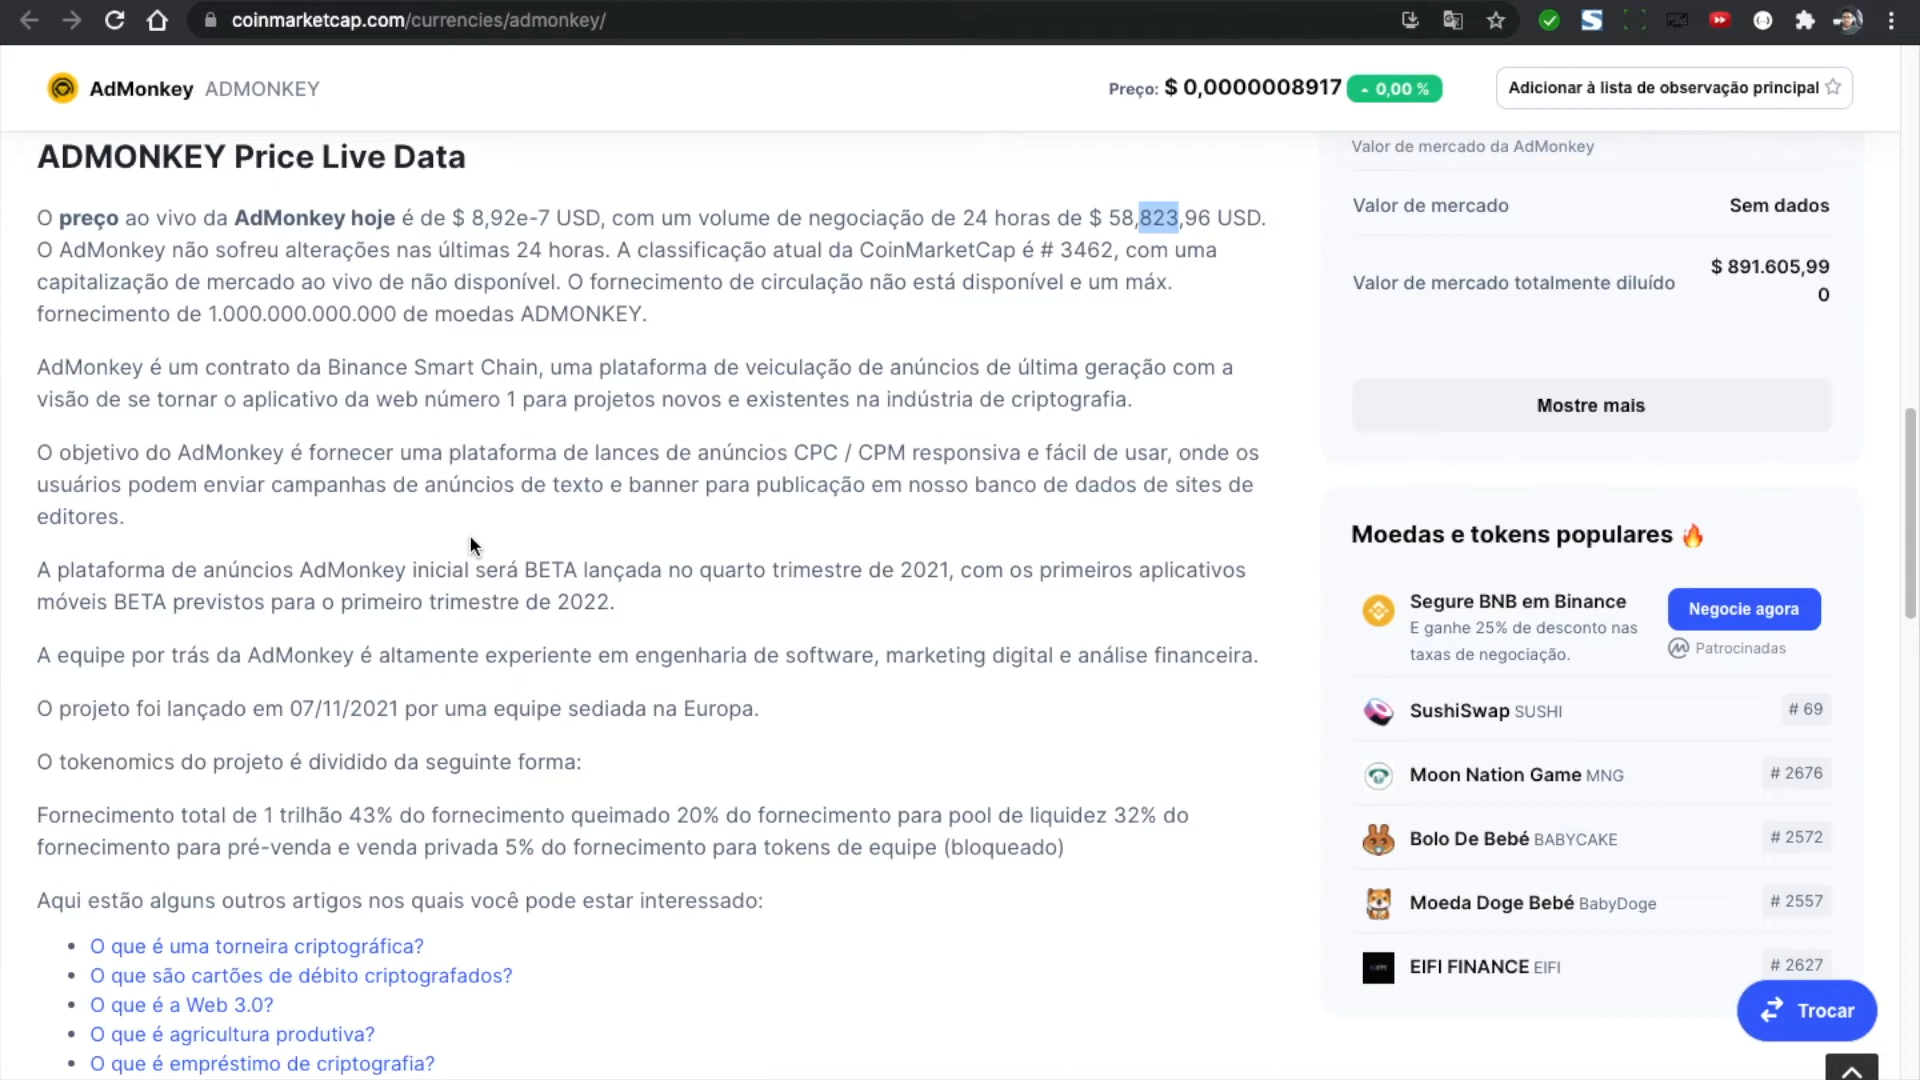 coinmarketcap.com/currencies/admonkey/
AdMonkey ADMONKEY
Preço: $ 0,0000008917 0,00 %
Adicionar à lista de observação principal
ADMONKEY Price Live Data
O preço ao vivo da AdMonkey hoje é de $ 8,92e-7 USD, com um volume de negociação de 24 horas de $ 58,823,96 USD.
O AdMonkey não sofreu alterações nas últimas 24 horas. A classificação atual da CoinMarketCap é # 3462, com uma
capitalização de mercado ao vivo de não disponível. O fornecimento de circulação não está disponível e um máx.
fornecimento de 1.000.000.000.000 de moedas ADMONKEY.
AdMonkey é um contrato da Binance Smart Chain, uma plataforma de veiculação de anúncios de última geração com a
visão de se tornar o aplicativo da web número 1 para projetos novos e existentes na indústria de criptografia.
O objetivo do AdMonkey é fornecer uma plataforma de lances de anúncios CPC / CPM responsiva e fácil de usar, onde os
usuários podem enviar campanhas de anúncios de texto e banner para publicação em nosso banco de dados de sites de
editores.
A plataforma de anúncios AdMonkey inicial será BETA lançada no quarto trimestre de 2021, com os primeiros aplicativos
móveis BETA previstos para o primeiro trimestre de 2022.
A equipe por trás da AdMonkey é altamente experiente em engenharia de software, marketing digital e análise financeira.
O projeto foi lançado em 07/11/2021 por uma equipe sediada na Europa.
O tokenomics do projeto é dividido da seguinte forma:
Fornecimento total de 1 trilhão 43% do fornecimento queimado 20% do fornecimento para pool de liquidez 32% do
fornecimento para pré-venda e venda privada 5% do fornecimento para tokens de equipe (bloqueado)
Aqui estão alguns outros artigos nos quais você pode estar interessado:
O que é uma torneira criptográfica?
O que são cartões de débito criptografados?
O que é a Web 3.0?
O que é agricultura produtiva?
O que é empréstimo de criptografia?
Valor de mercado da AdMonkey
Valor de mercado Sem dados
Valor de mercado totalmente diluído $ 891.605,99
0
Mostre mais
Moedas e tokens populares
Segure BNB em Binance
E ganhe 25% de desconto nas
taxas de negociação.
Negocie agora
Patrocinadas
SushiSwap SUSHI # 69
Moon Nation Game MNG # 2676
Bolo De Bebé BABYCAKE # 2572
Moeda Doge Bebé BabyDoge # 2557
EIFI FINANCE EIFI # 2627
Trocar